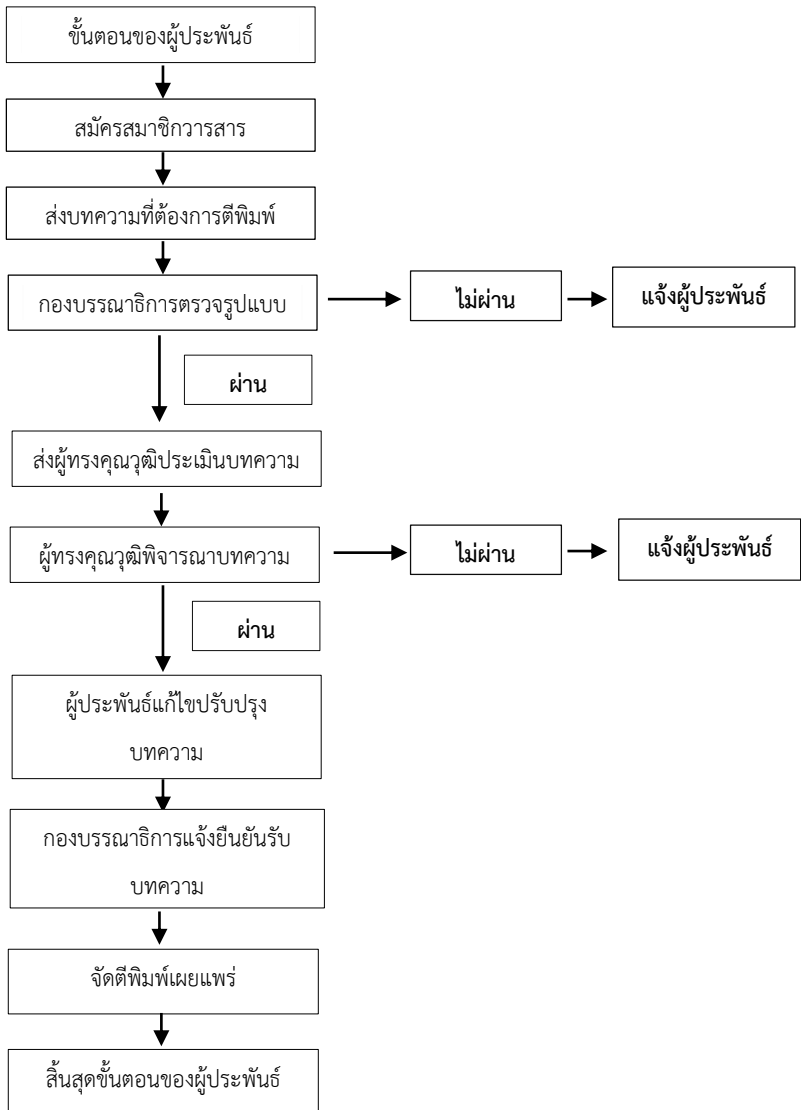 ขั้นตอนของผู้ประพันธ์
สมัครสมาชิกวารสาร
ส่งบทความที่ต้องการตีพิมพ์
กองบรรณาธิการตรวจรูปแบบ
ไม่ผ่าน
แจ้งผู้ประพันธ์
ผ่าน
ส่งผู้ทรงคุณวุฒิประเมินบทความ
ผู้ทรงคุณวุฒิพิจารณาบทความ
ไม่ผ่าน
แจ้งผู้ประพันธ์
ผ่าน
ผู้ประพันธ์แก้ไขปรับปรุง
บทความ
กองบรรณาธิการแจ้งยืนยันรับ
บทความ
จัดตีพิมพ์เผยแพร่
สิ้นสุดขั้นตอนของผู้ประพันธ์